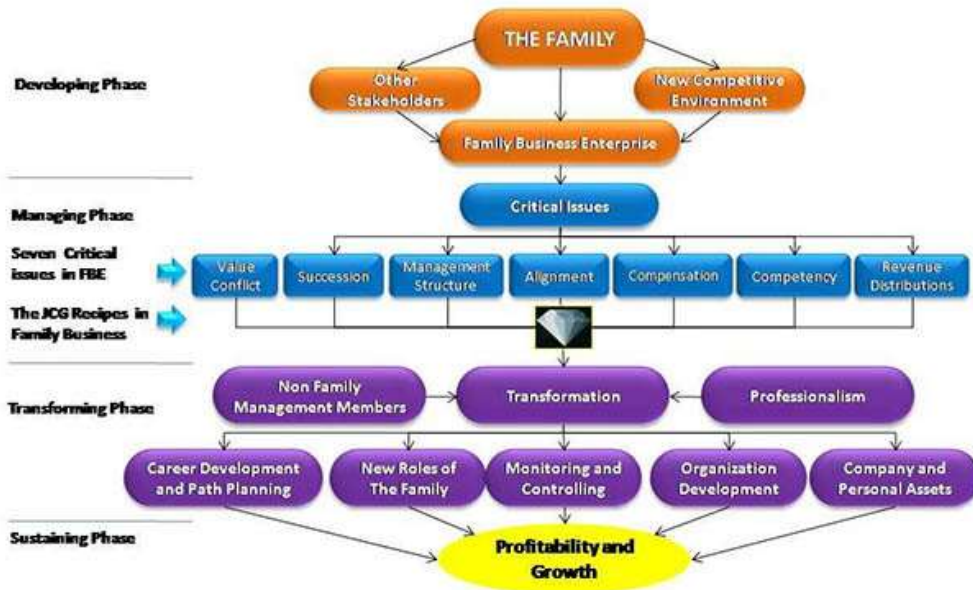 THE FAMILY
Developing Phase
Other
Stakeholders
New Competitive
Environment
Family Business Enterprise
Managing Phase
Critical Issues
Seven Critical
issues in FBE
Value
Conflict
Succession
Management
Structure
Alignment
Compensation
Competency
Revenue
Distributions
The JCG Recipes in
Family Business
Transforming Phase
Non Family
Management Members
Transformation
Professionalism
Career Development
and Path Planning
New Roles of
The Family
Monitoring and
Controlling
Organization
Development
Company and
Personal Assets
Sustaining Phase
Profitability and
Growth